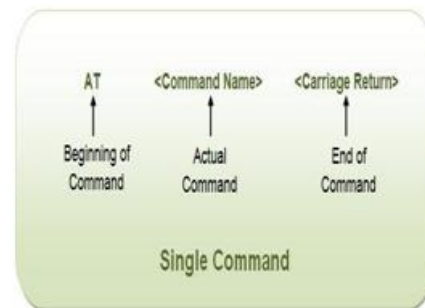 AT <Command Name> <Carriage Return>
Beginning of Command
Actual Command
End of Command
Single Command